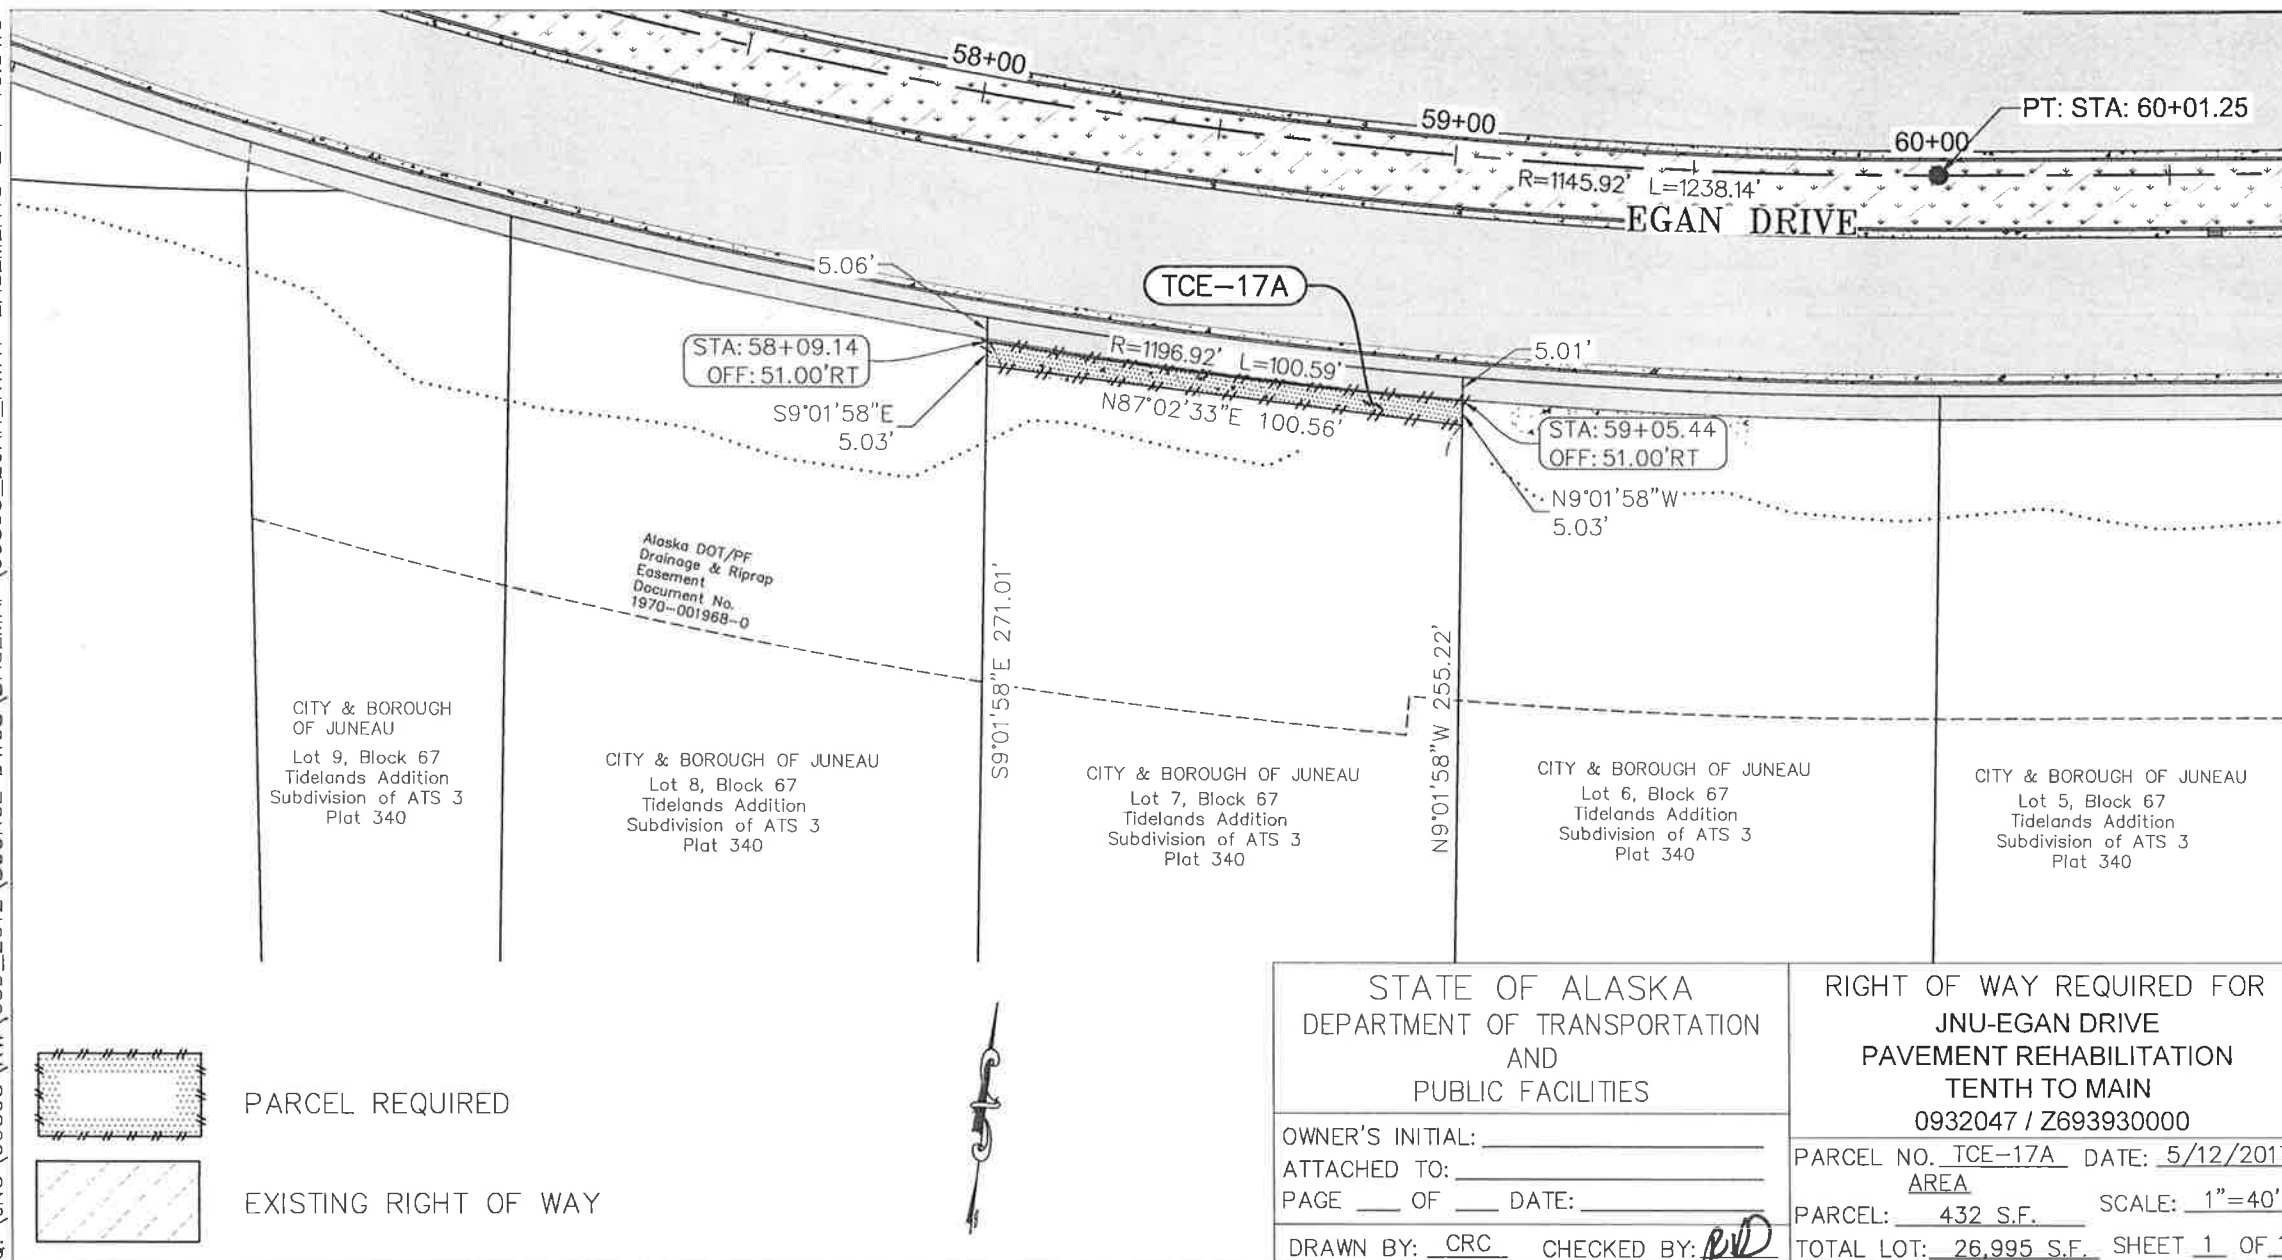 58+00
59+00
60+00
PT: STA: 60+01.25
R=1145.92' L=1238.14'
EGAN DRIVE
5.06'
TCE-17A
STA: 58+09.14
OFF: 51.00'RT
R=1196.92' L=100.59'
5.01'
S9°01'58"E
5.03'
N87°02'33"E 100.56'
STA: 59+05.44
OFF: 51.00'RT
N9°01'58"W
5.03'
Alaska DOT/PF
Drainage & Riprap
Easement
Document No.
1970-001968-0
S9°01'58"E 271.01'
N9°01'58"W 255.22'
CITY & BOROUGH
OF JUNEAU
Lot 9, Block 67
Tidelands Addition
Subdivision of ATS 3
Plat 340
CITY & BOROUGH OF JUNEAU
Lot 8, Block 67
Tidelands Addition
Subdivision of ATS 3
Plat 340
CITY & BOROUGH OF JUNEAU
Lot 7, Block 67
Tidelands Addition
Subdivision of ATS 3
Plat 340
CITY & BOROUGH OF JUNEAU
Lot 6, Block 67
Tidelands Addition
Subdivision of ATS 3
Plat 340
CITY & BOROUGH OF JUNEAU
Lot 5, Block 67
Tidelands Addition
Subdivision of ATS 3
Plat 340
PARCEL REQUIRED
EXISTING RIGHT OF WAY
STATE OF ALASKA
DEPARTMENT OF TRANSPORTATION
AND
PUBLIC FACILITIES
OWNER'S INITIAL:
ATTACHED TO:
PAGE OF DATE:
DRAWN BY: CRC CHECKED BY:
RIGHT OF WAY REQUIRED FOR
JNU-EGAN DRIVE
PAVEMENT REHABILITATION
TENTH TO MAIN
0932047 / Z693930000
PARCEL NO. TCE-17A DATE: 5/12/201
AREA
PARCEL: 432 S.F. SCALE: 1"=40'
TOTAL LOT: 26,995 S.F. SHEET 1 OF